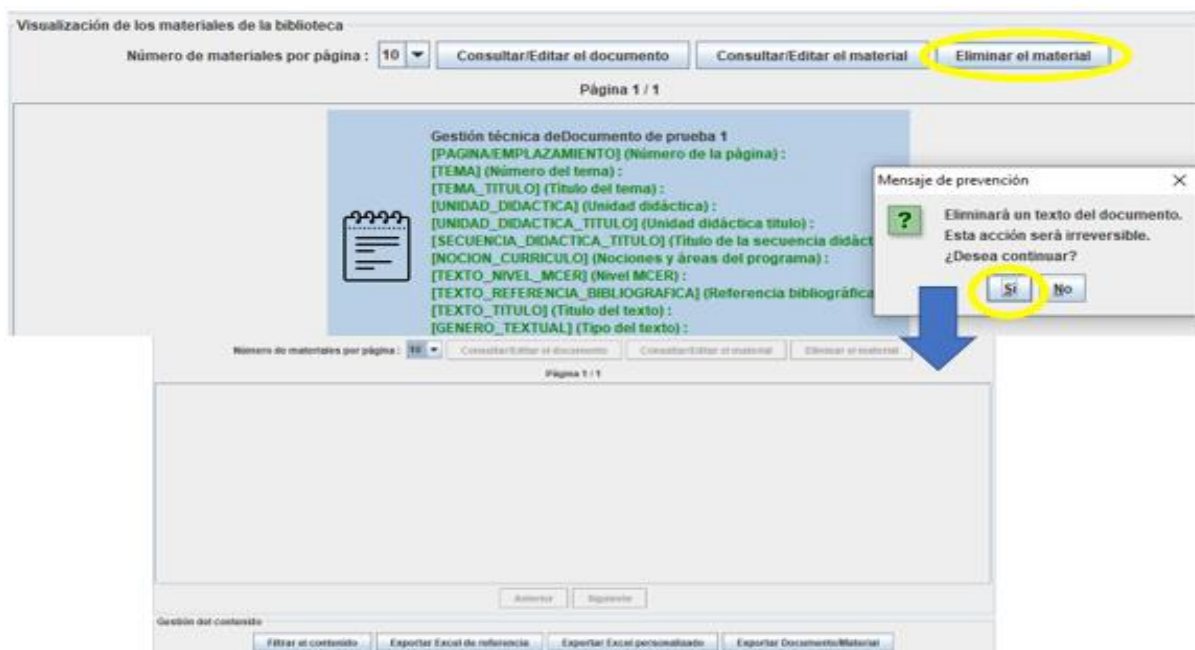 Visualización de los materiales de la biblioteca
Número de materiales por página : 10 Consultar/Editar el documento Consultar/Editar el material Eliminar el material
Página 1 / 1
Gestión técnica deDocumento de prueba 1
[PAGINA/EMPLAZAMIENTO] (Número de la página) :
[TEMA] (Número del tema) :
[TEMA_TITULO] (Título del tema) :
[UNIDAD_DIDACTICA] (Unidad didáctica) :
[UNIDAD_DIDACTICA_TITULO] (Unidad didáctica título) :
[SECUENCIA_DIDACTICA_TITULO] (Título de la secuencia didáct
[NOCION_CURRICULO] (Nociones y áreas del programa) :
[TEXTO_NIVEL_MCER] (Nivel MCER) :
[TEXTO_REFERENCIA_BIBLIOGRAFICA] (Referencia bibliográfica
[TEXTO_TITULO] (Título del texto) :
[GENERO_TEXTUAL] (Tipo del texto) :
Mensaje de prevención
Eliminará un texto del documento.
Esta acción será irreversible.
¿Desea continuar?
Sí No
Número de materiales por página : 10 Consultar/Editar el documento Consultar/Editar el material Eliminar el material
Página 1 / 1
Anterior Siguiente
Gestión del contenido
Filtrar el contenido Exportar Excel de referencia Exportar Excel personalizado Exportar Documento/Material